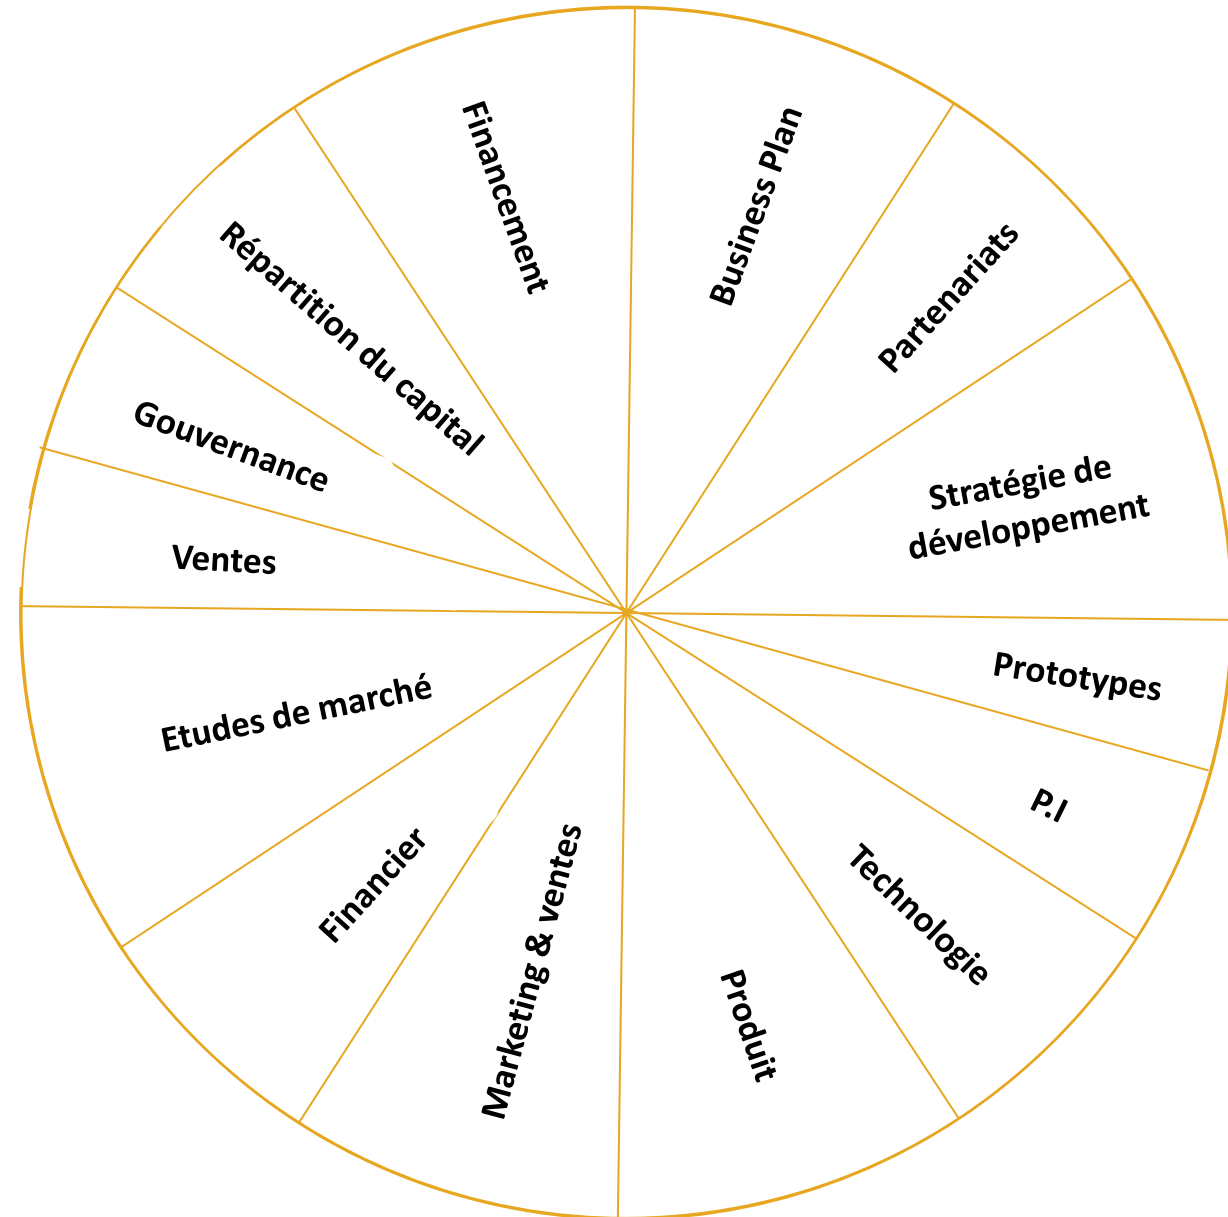 Financement
Business Plan
Partenariats
Stratégie de
développement
Prototypes
P.I
Technologie
Produit
Marketing & ventes
Financier
Etudes de marché
Ventes
Gouvernance
Répartition du capital